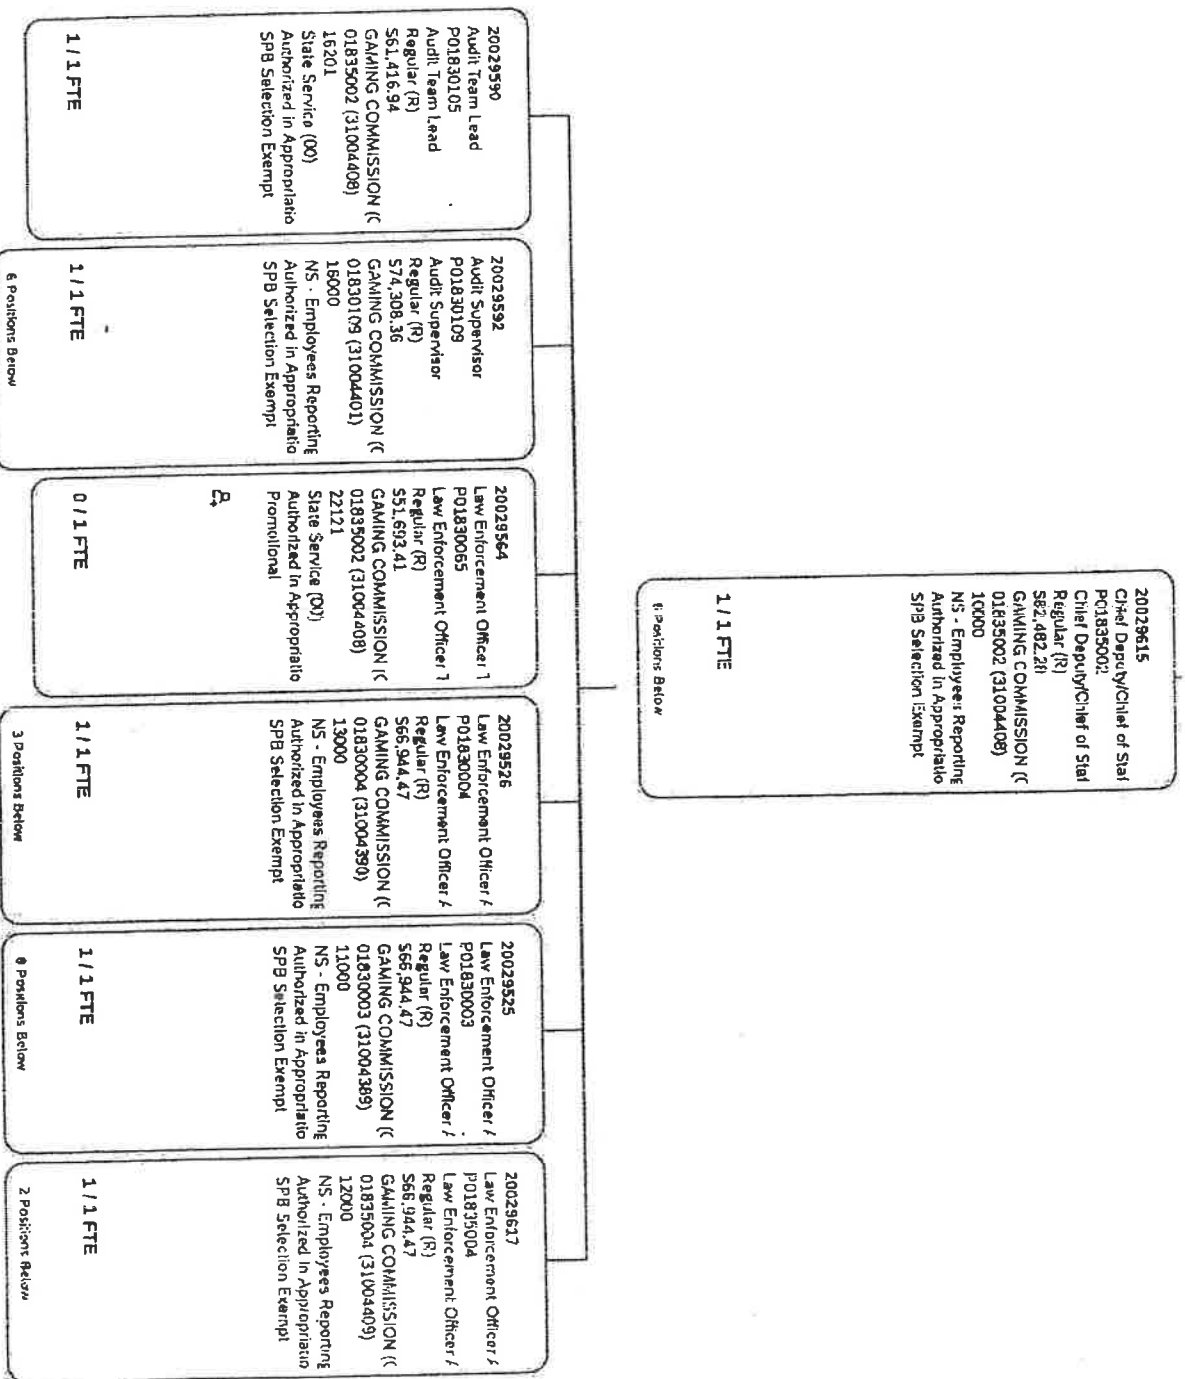 20029615
Chief Deputy/Chief of Staf
P01835002
Chief Deputy/Chief of Staf
Regular (R)
$82,482.28
GAMING COMMISSION ((
01835002 (31004408)
10000
NS - Employees Reporting
Authorized in Appropriatio
SPB Selection Exempt
1 / 1 FTE
6 Positions Below
20029590
Audit Team Lead
P01830105
Audit Team Lead
Regular (R)
$61,416.94
GAMING COMMISSION ((
01835002 (31004408)
16201
State Service (00)
Authorized in Appropriatio
SPB Selection Exempt
1 / 1 FTE
20029592
Audit Supervisor
P01830109
Audit Supervisor
Regular (R)
$74,308.36
GAMING COMMISSION ((
01830109 (31004401)
16000
NS - Employees Reporting
Authorized in Appropriatio
SPB Selection Exempt
1 / 1 FTE
6 Positions Below
20029564
Law Enforcement Officer 1
P01830065
Law Enforcement Officer 1
Regular (R)
$51,693.41
GAMING COMMISSION ((
01835002 (31004408)
22121
State Service (00)
Authorized in Appropriatio
Promotional
0 / 1 FTE
20029526
Law Enforcement Officer /
P01830004
Law Enforcement Officer /
Regular (R)
$66,944.47
GAMING COMMISSION ((
01830004 (31004390)
13000
NS - Employees Reporting
Authorized in Appropriatio
SPB Selection Exempt
1 / 1 FTE
3 Positions Below
20029525
Law Enforcement Officer /
P01830003
Law Enforcement Officer /
Regular (R)
$66,944.47
GAMING COMMISSION ((
01830003 (31004389)
11000
NS - Employees Reporting
Authorized in Appropriatio
SPB Selection Exempt
1 / 1 FTE
Positions Below
20029617
Law Enforcement Officer /
P01835004
Law Enforcement Officer /
Regular (R)
$66,944.47
GAMING COMMISSION ((
01835004 (31004409)
12000
NS - Employees Reporting
Authorized in Appropriatio
SPB Selection Exempt
1 / 1 FTE
2 Positions Below